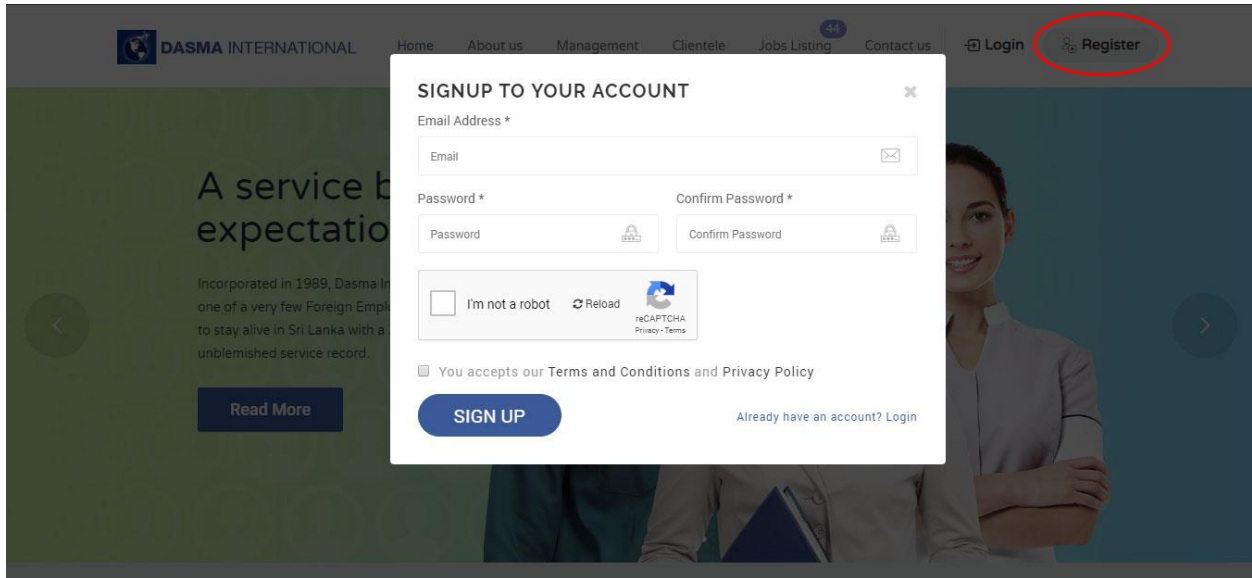 DASMA INTERNATIONAL
Home About us Management Clientele Jobs Listing 44 Contact us Login Register
A service b
expectatio
Incorporated in 1989, Dasma In
one of a very few Foreign Empl
to stay alive in Sri Lanka with a
unblemished service record.
Read More
SIGNUP TO YOUR ACCOUNT
Email Address *
Email
Password * Confirm Password *
Password Confirm Password
I'm not a robot Reload
reCAPTCHA
Privacy - Terms
You accepts our Terms and Conditions and Privacy Policy
SIGN UP Already have an account? Login